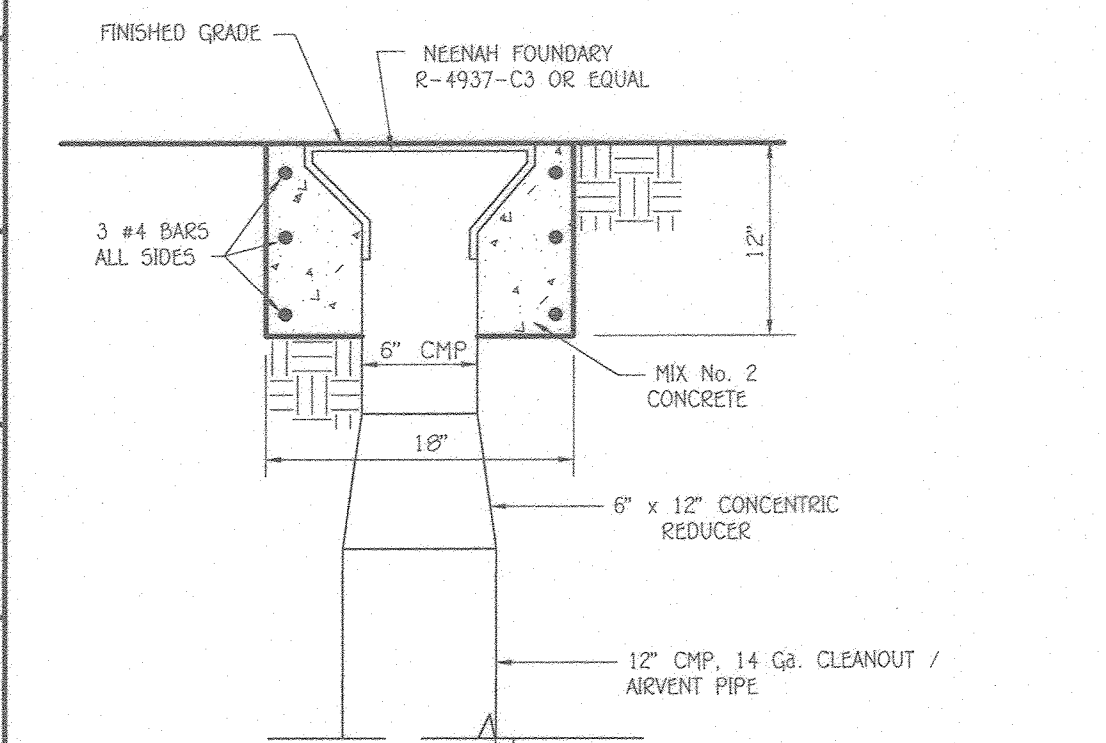 FINISHED GRADE
NEENAH FOUNDARY
R-4937-C3 OR EQUAL
3 #4 BARS
ALL SIDES
12"
6" CMP
MIX No. 2
CONCRETE
18"
6" x 12" CONCENTRIC
REDUCER
12" CMP, 14 Ga. CLEANOUT /
AIRVENT PIPE